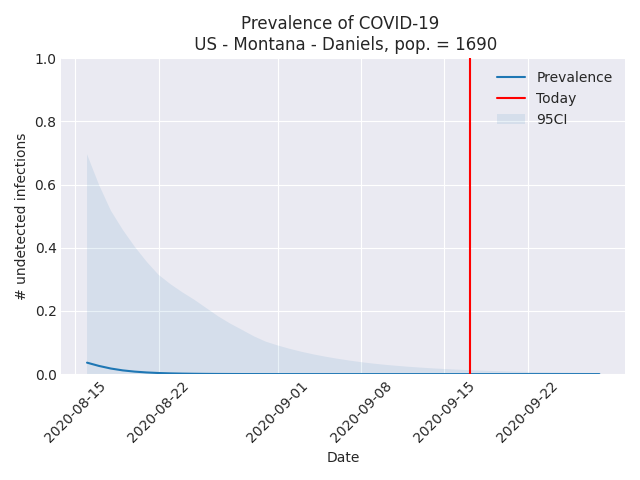 Prevalence of COVID-19
US - Montana - Daniels, pop. = 1690
1.0
0.8
0.6
0.4
0.2
0.0
# undetected infections
Prevalence
Today
95CI
2020-08-15
2020-08-22
2020-09-01
2020-09-08
2020-09-15
2020-09-22
Date